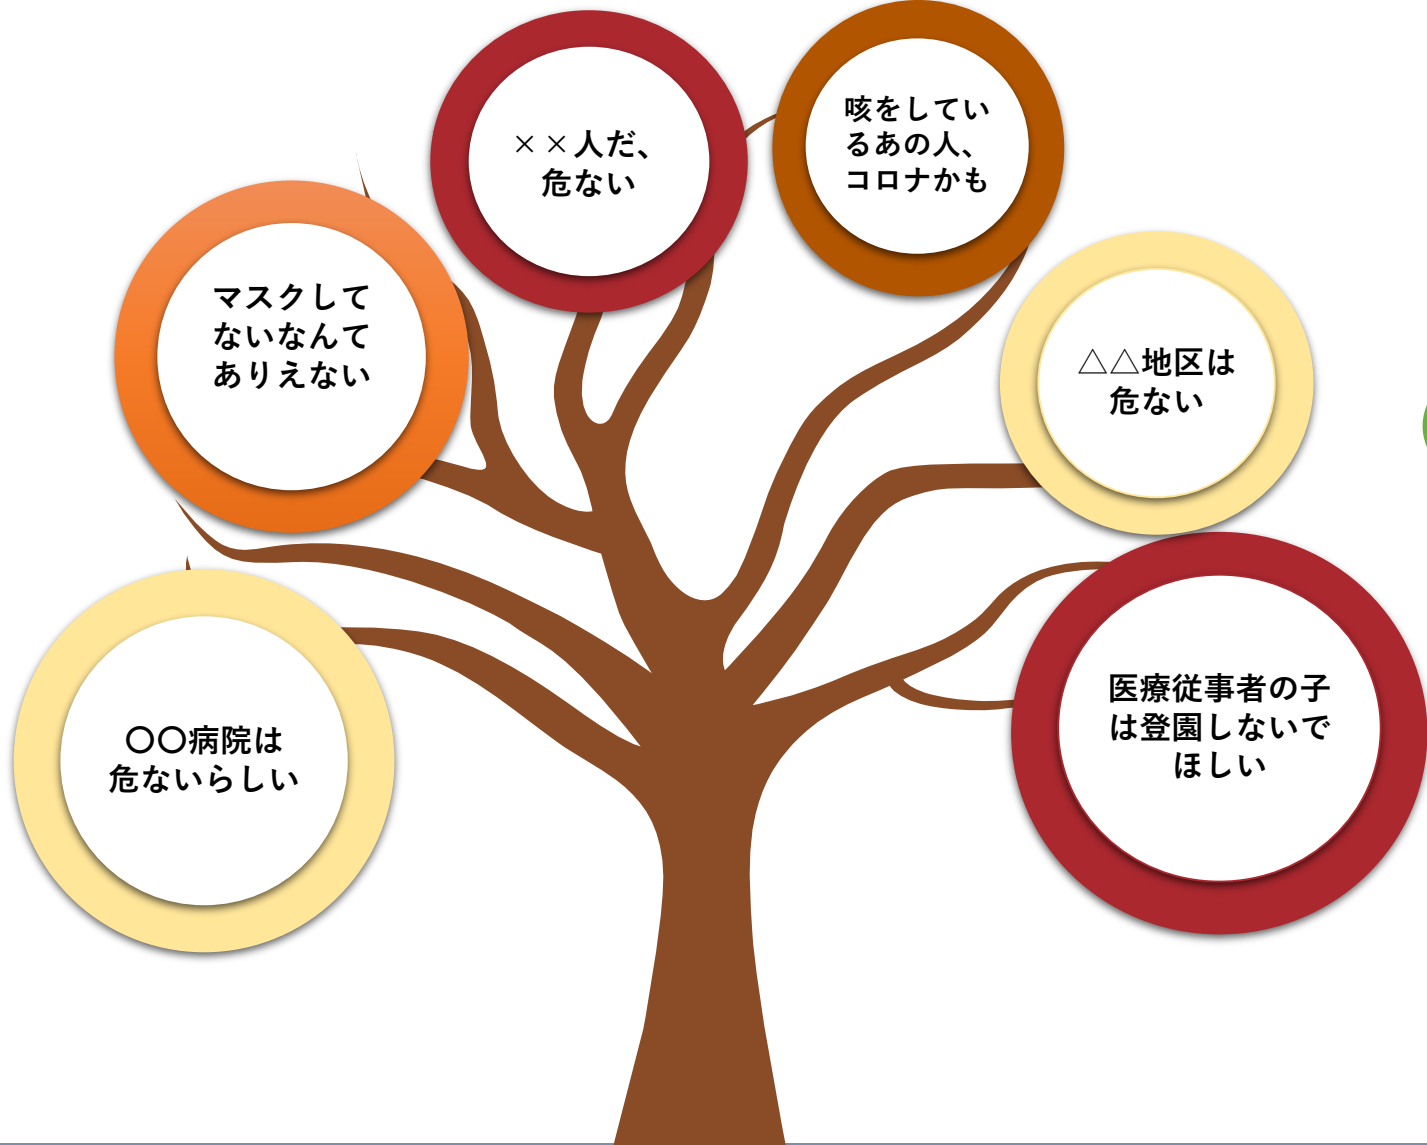 ××人だ、
危ない
咳をしてい
るあの人、
コロナかも
マスクして
ないなんて
ありえない
△△地区は
危ない
〇〇病院は
危ないらしい
医療従事者の子
は登園しないで
ほしい